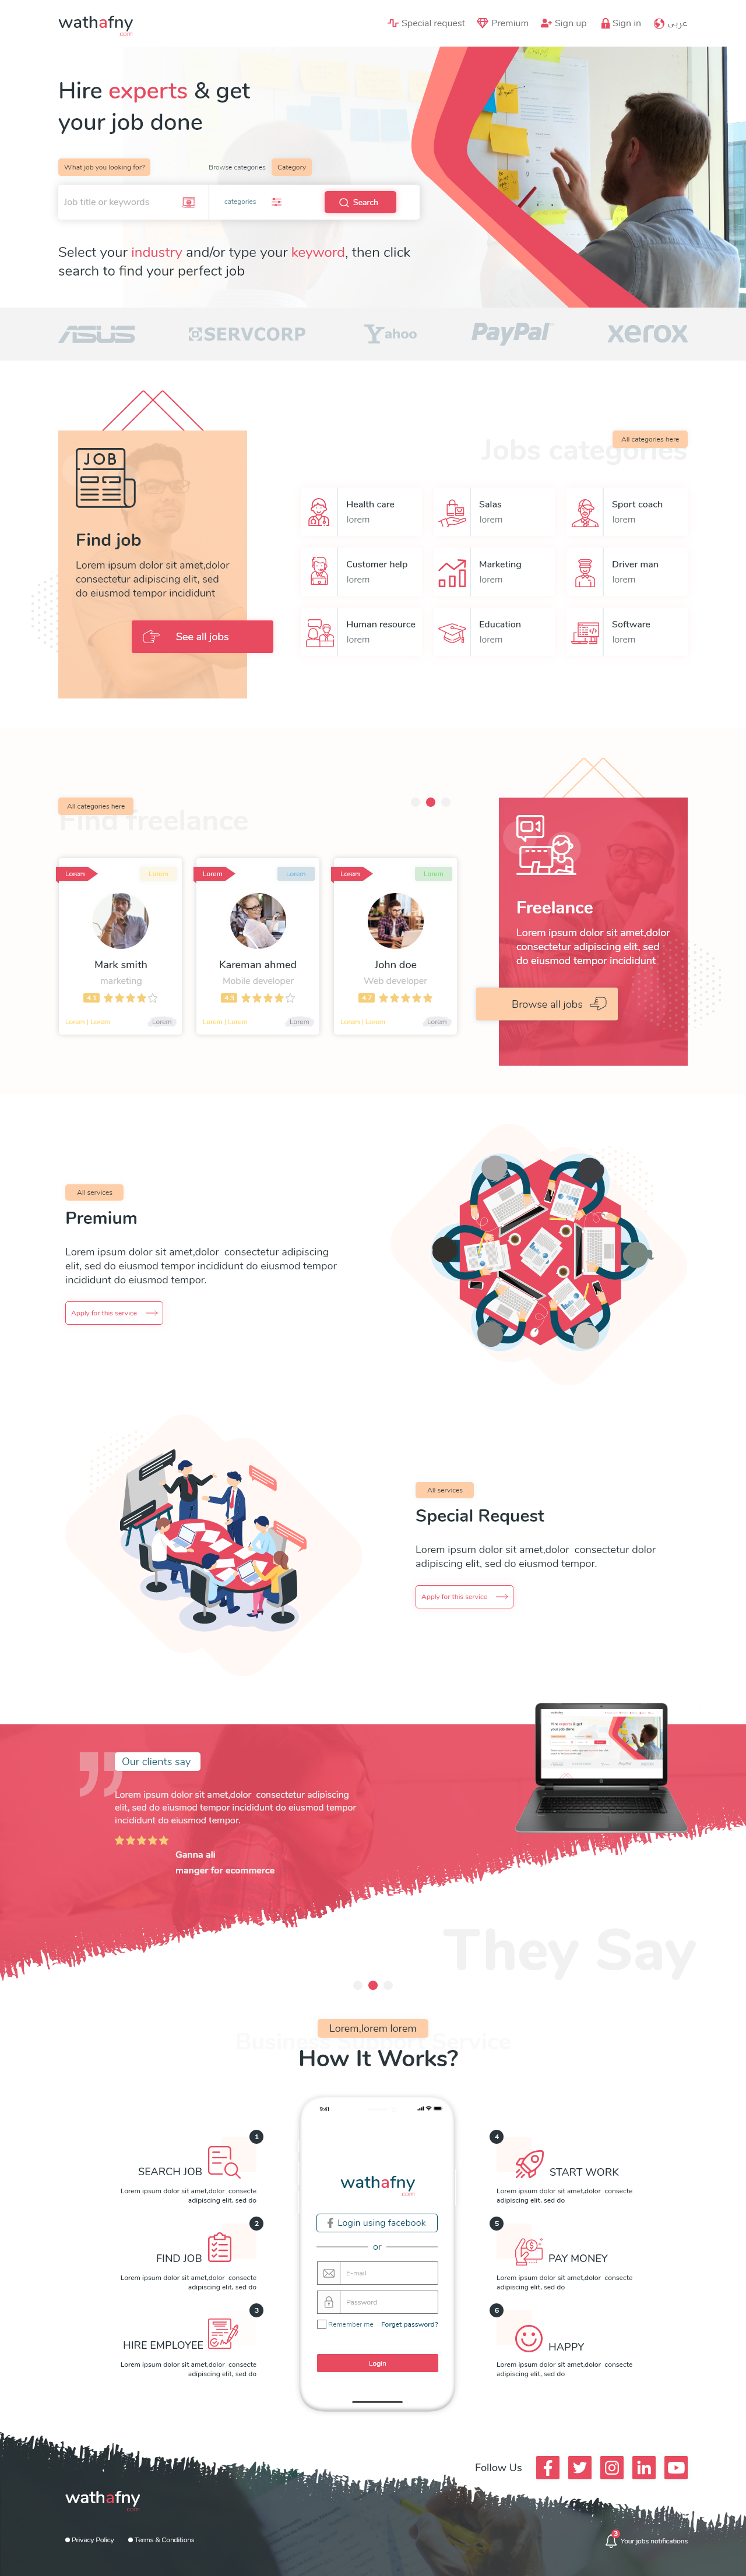 wathafny
.com
Special request
Premium
Sign up
Sign in
عربى
Hire experts & get
your job done
What job you looking for?
Browse categories
Category
Job title or keywords
categories
Search
Select your industry and/or type your keyword, then click
search to find your perfect job
ASUS
SERVCORP
Yahoo
PayPal
xerox
JOB
Find job
Lorem ipsum dolor sit amet,dolor
consectetur adipiscing elit, sed
do eiusmod tempor incididunt
See all jobs
All categories here
Jobs categories
Health care
lorem
Salas
lorem
Sport coach
lorem
Customer help
lorem
Marketing
lorem
Driver man
lorem
Human resource
lorem
Education
lorem
Software
lorem
All categories here
Find freelance
Lorem
Lorem
Mark smith
marketing
4.1
Lorem | Lorem
Lorem
Lorem
Lorem
Kareman ahmed
Mobile developer
4.3
Lorem | Lorem
Lorem
Lorem
Lorem
John doe
Web developer
4.7
Lorem | Lorem
Lorem
Freelance
Lorem ipsum dolor sit amet,dolor
consectetur adipiscing elit, sed
do eiusmod tempor incididunt
Browse all jobs
All services
Premium
Lorem ipsum dolor sit amet,dolor consectetur adipiscing
elit, sed do eiusmod tempor incididunt do eiusmod tempor
incididunt do eiusmod tempor.
Apply for this service
All services
Special Request
Lorem ipsum dolor sit amet,dolor consectetur dolor
adipiscing elit, sed do eiusmod tempor.
Apply for this service
Our clients say
Lorem ipsum dolor sit amet,dolor consectetur adipiscing
elit, sed do eiusmod tempor incididunt do eiusmod tempor
incididunt do eiusmod tempor.
Ganna ali
manger for ecommerce
wathafny
Hire experts & get
your job done
They Say
Lorem,lorem lorem
Business Support Service
How It Works?
1
SEARCH JOB
Lorem ipsum dolor sit amet,dolor consecte
adipiscing elit, sed do
2
FIND JOB
Lorem ipsum dolor sit amet,dolor consecte
adipiscing elit, sed do
3
HIRE EMPLOYEE
Lorem ipsum dolor sit amet,dolor consecte
adipiscing elit, sed do
9:41
wathafny
.com
Login using facebook
or
E-mail
Password
Remember me
Forget password?
Login
4
START WORK
Lorem ipsum dolor sit amet,dolor consecte
adipiscing elit, sed do
5
PAY MONEY
Lorem ipsum dolor sit amet,dolor consecte
adipiscing elit, sed do
6
HAPPY
Lorem ipsum dolor sit amet,dolor consecte
adipiscing elit, sed do
Follow Us
wathafny
.com
Privacy Policy
Terms & Conditions
3
Your jobs notifications